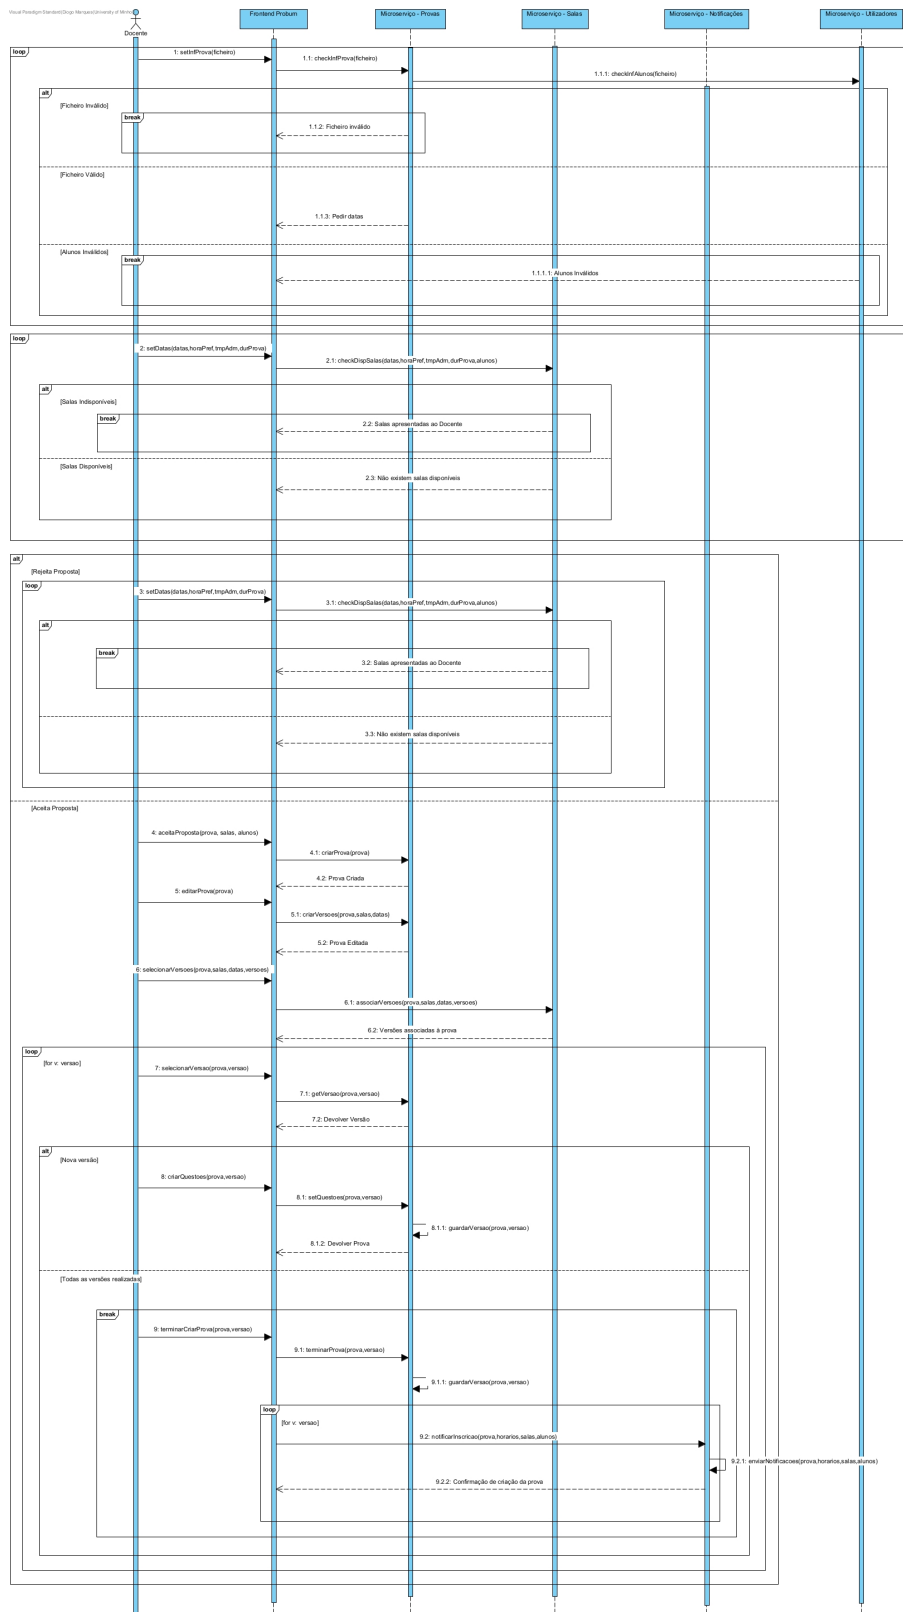 Visual Paradigm Standard(Diogo Marques(University of Minho))
Docente
Frontend Probum
Microserviço - Provas
Microserviço - Salas
Microserviço - Notificações
Microserviço - Utilizadores
loop
1: setInfProva(ficheiro)
1.1: checkInfProva(ficheiro)
1.1.1: checkInfAlunos(ficheiro)
alt
[Ficheiro Inválido]
break
1.1.2: Ficheiro inválido
[Ficheiro Válido]
1.1.3: Pedir datas
[Alunos Inválidos]
break
1.1.1.1: Alunos Inválidos
loop
2: setDatas(datas,horaPref,tmpAdm,durProva)
2.1: checkDispSalas(datas,horaPref,tmpAdm,durProva,alunos)
alt
[Salas Indisponíveis]
break
2.2: Salas apresentadas ao Docente
[Salas Disponíveis]
2.3: Não existem salas disponíveis
alt
[Rejeita Proposta]
loop
3: setDatas(datas,horaPref,tmpAdm,durProva)
3.1: checkDispSalas(datas,horaPref,tmpAdm,durProva,alunos)
alt
break
3.2: Salas apresentadas ao Docente
3.3: Não existem salas disponíveis
[Aceita Proposta]
4: aceitaProposta(prova, salas, alunos)
4.1: criarProva(prova)
4.2: Prova Criada
5: editarProva(prova)
5.1: criarVersoes(prova,salas,datas)
5.2: Prova Editada
6: selecionarVersoes(prova,salas,datas,versoes)
6.1: associarVersoes(prova,salas,datas,versoes)
6.2: Versões associadas à prova
loop
[for v: versao]
7: selecionarVersao(prova,versao)
7.1: getVersao(prova,versao)
7.2: Devolver Versão
alt
[Nova versão]
8: criarQuestoes(prova,versao)
8.1: setQuestoes(prova,versao)
8.1.1: guardarVersao(prova,versao)
8.1.2: Devolver Prova
[Todas as versões realizadas]
break
9: terminarCriarProva(prova,versao)
9.1: terminarProva(prova,versao)
9.1.1: guardarVersao(prova,versao)
loop
[for v: versao]
9.2: notificarInscricao(prova,horarios,salas,alunos)
9.2.1: enviarNotificacoes(prova,horarios,salas,alunos)
9.2.2: Confirmação de criação da prova